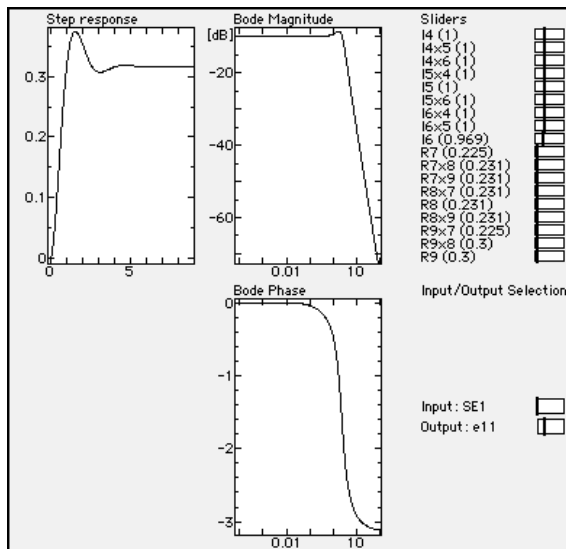 Step response
0.3
0.2
0.1
0
0
5
Bode Magnitude
[dB]
-20
-40
-60
0.01
10
Bode Phase
0
-1
-2
-3
0.01
10
Sliders
I4 (1)
I4x5 (1)
I4x6 (1)
I5x4 (1)
I5 (1)
I5x6 (1)
I6x4 (1)
I6x5 (1)
I6 (0.969)
R7 (0.225)
R7x8 (0.231)
R7x9 (0.231)
R8x7 (0.231)
R8 (0.231)
R8x9 (0.231)
R9x7 (0.225)
R9x8 (0.3)
R9 (0.3)
Input/Output Selection
Input: SE1
Output: e11